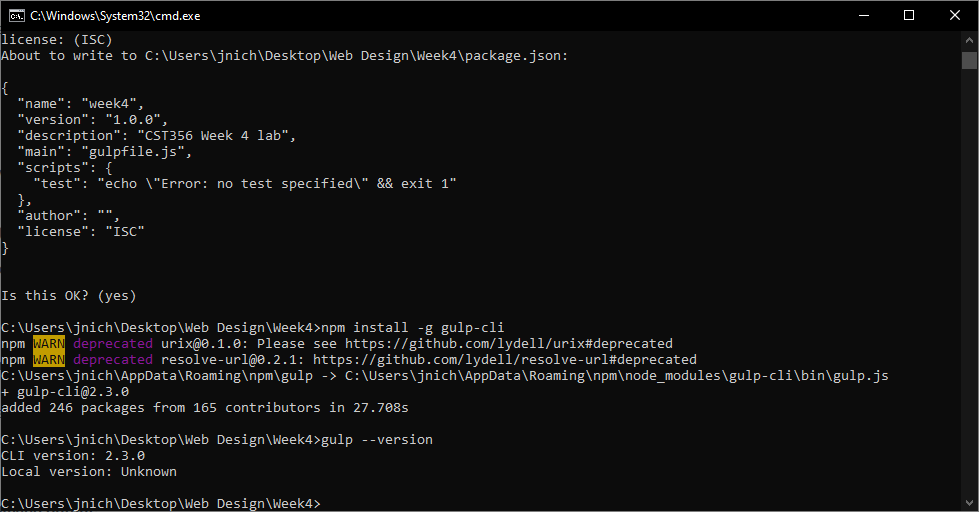 C:\Windows\System32\cmd.exe
license: (ISC)
About to write to C:\Users\jnich\Desktop\Web Design\Week4\package.json:
{
  "name": "week4",
  "version": "1.0.0",
  "description": "CST356 Week 4 lab",
  "main": "gulpfile.js",
  "scripts": {
    "test": "echo \"Error: no test specified\" && exit 1"
  },
  "author": "",
  "license": "ISC"
}
Is this OK? (yes)
C:\Users\jnich\Desktop\Web Design\Week4>npm install -g gulp-cli
npm WARN deprecated urix@0.1.0: Please see https://github.com/lydell/urix#deprecated
npm WARN deprecated resolve-url@0.2.1: https://github.com/lydell/resolve-url#deprecated
C:\Users\jnich\AppData\Roaming\npm\gulp -> C:\Users\jnich\AppData\Roaming\npm\node_modules\gulp-cli\bin\gulp.js
+ gulp-cli@2.3.0
added 246 packages from 165 contributors in 27.708s
C:\Users\jnich\Desktop\Web Design\Week4>gulp --version
CLI version: 2.3.0
Local version: Unknown
C:\Users\jnich\Desktop\Web Design\Week4>